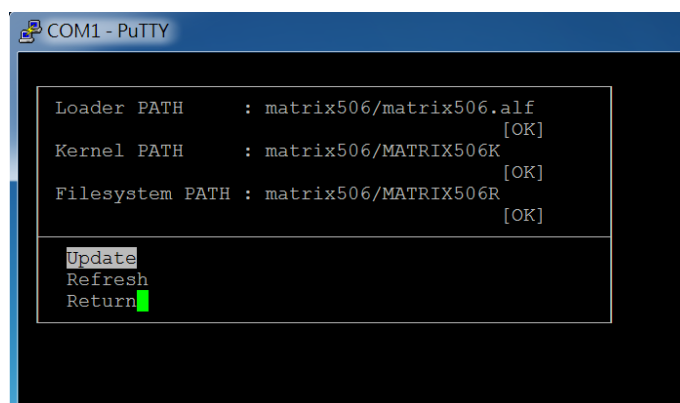 COM1 - PuTTY
Loader PATH : matrix506/matrix506.alf
[OK]
Kernel PATH : matrix506/MATRIX506K
[OK]
Filesystem PATH : matrix506/MATRIX506R
[OK]
Update
Refresh
Return